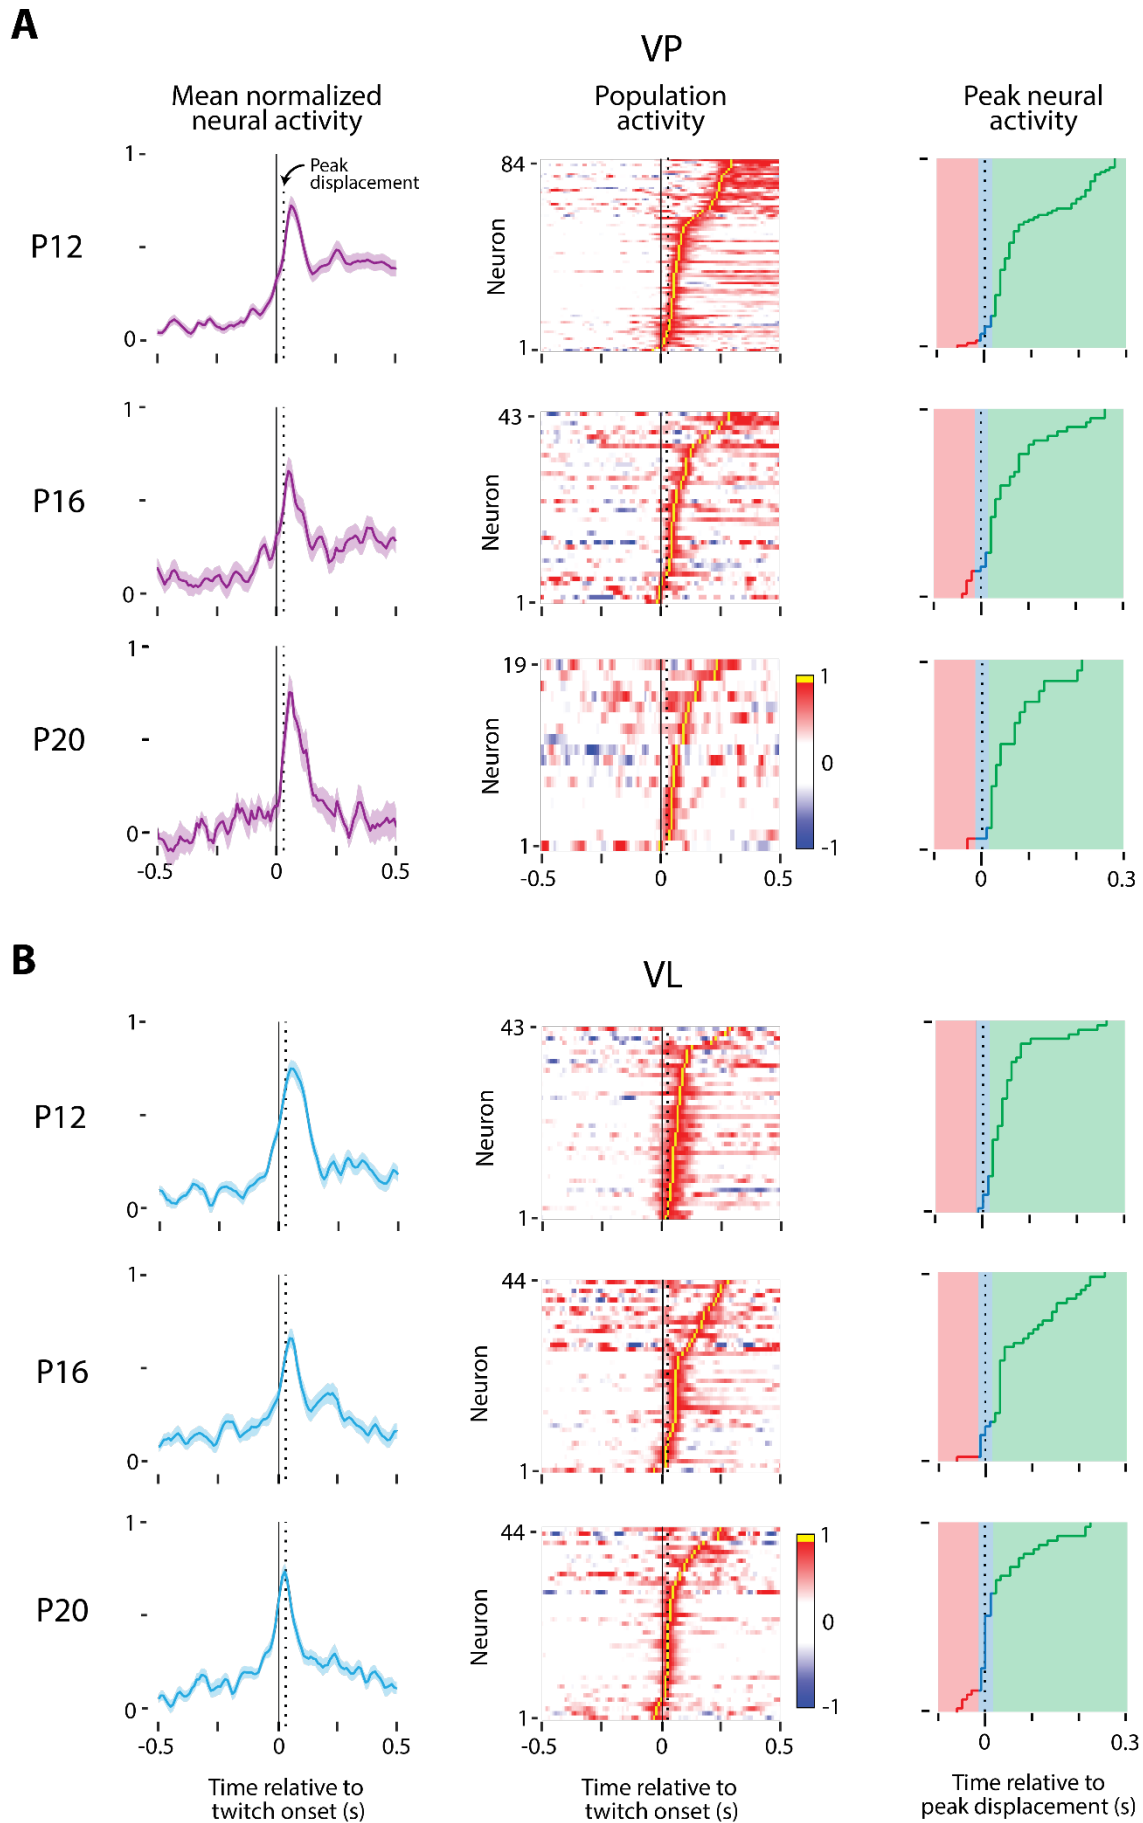 A
VP
Mean normalized
neural activity
Population
activity
Peak neural
activity
Peak
displacement
P12
1
0
Neuron
84
1
P16
1
0
Neuron
43
1
P20
1
0
-0.5
0
0.5
Neuron
19
1
-0.5
0
0.5
1
0
-1
0
0.3
B
VL
P12
1
0
Neuron
43
1
P16
1
0
Neuron
44
1
P20
1
0
-0.5
0
0.5
Time relative to
twitch onset (s)
Neuron
44
1
-0.5
0
0.5
Time relative to
twitch onset (s)
1
0
-1
0
0.3
Time relative to
peak displacement (s)